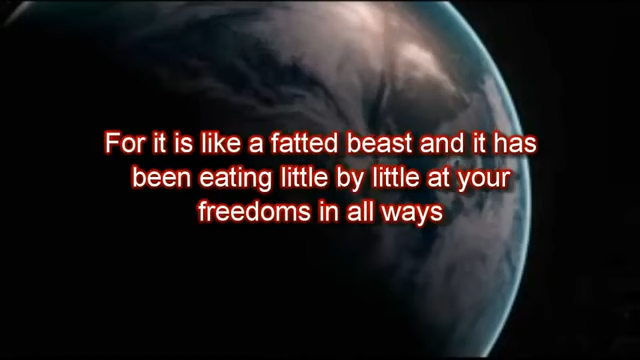 For it is like a fatted beast and it has
been eating little by little at your
freedoms in all ways